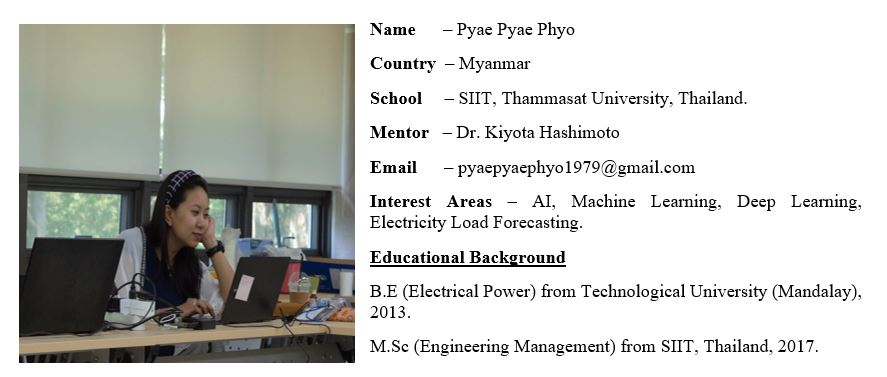 Name – Pyae Pyae Phyo
Country – Myanmar
School – SIIT, Thammasat University, Thailand.
Mentor – Dr. Kiyota Hashimoto
Email – pyaepyaephyo1979@gmail.com
Interest Areas – AI, Machine Learning, Deep Learning,
Electricity Load Forecasting.
Educational Background
B.E (Electrical Power) from Technological University (Mandalay),
2013.
M.Sc (Engineering Management) from SIIT, Thailand, 2017.